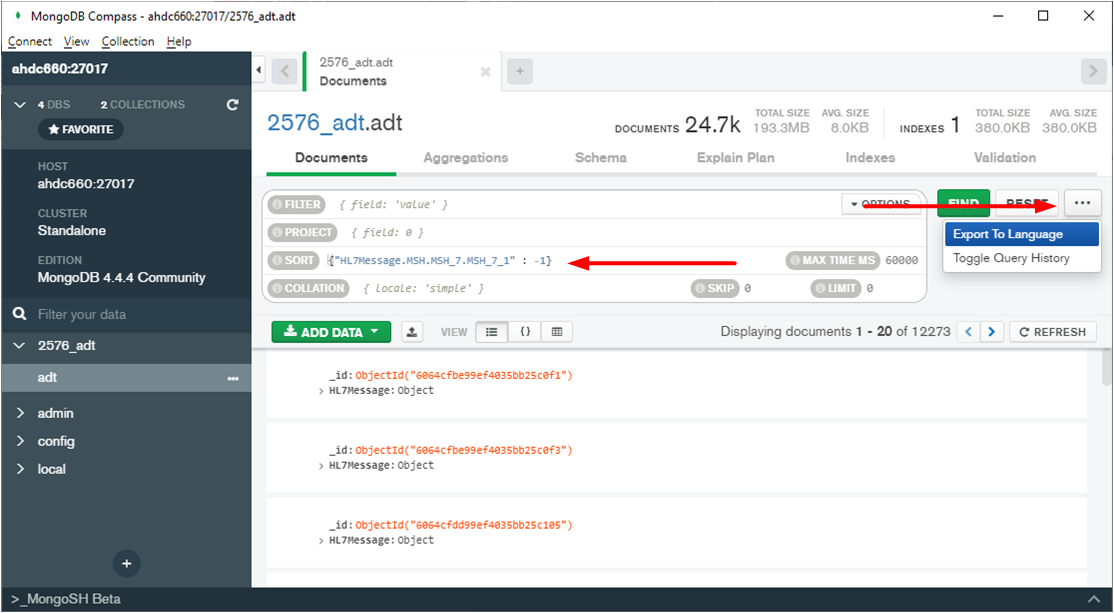 MongoDB Compass - ahdc660:27017/2576_adt.adt
Connect View Collection Help
ahdc660:27017
4 DBS 2 COLLECTIONS
FAVORITE
HOST
ahdc660:27017
CLUSTER
Standalone
EDITION
MongoDB 4.4.4 Community
Filter your data
2576_adt
adt
admin
config
local
2576_adt.adt
Documents
2576_adt.adt
DOCUMENTS 24.7k TOTAL SIZE 193.3MB AVG. SIZE 8.0KB INDEXES 1 TOTAL SIZE 380.0KB AVG. SIZE 380.0KB
Documents Aggregations Schema Explain Plan Indexes Validation
FILTER { field: 'value' } OPTIONS FIND RESET ...
PROJECT { field: 0 }
SORT {"HL7Message.MSH.MSH_7.MSH_7_1" : -1} MAX TIME MS 60000
COLLATION { locale: 'simple' } SKIP 0 LIMIT 0
Export To Language
Toggle Query History
ADD DATA VIEW {} Displaying documents 1 - 20 of 12273 < > REFRESH
_id:ObjectId("6064cfbe99ef4035bb25c0f1")
> HL7Message:Object
_id:ObjectId("6064cfbe99ef4035bb25c0f3")
> HL7Message:Object
_id:ObjectId("6064cfdd99ef4035bb25c105")
> HL7Message:Object
>_MongoSH Beta